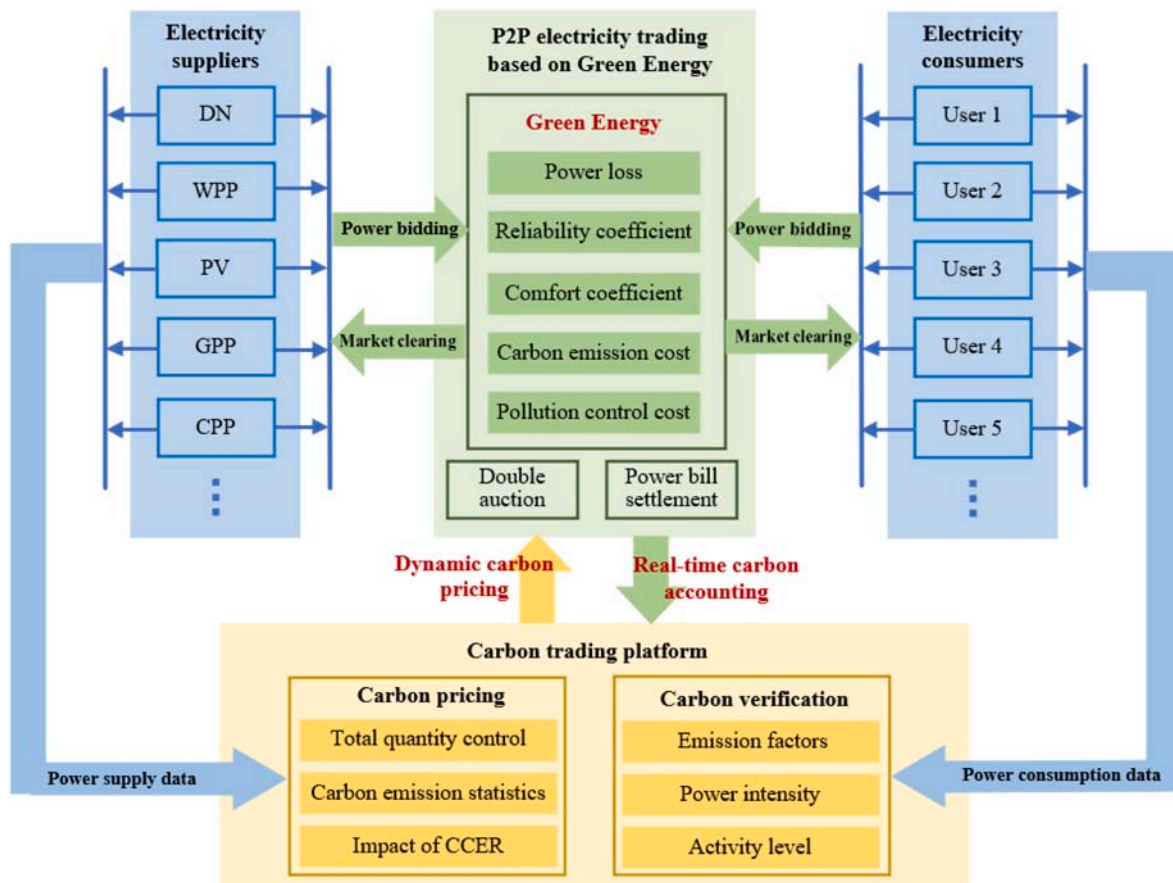 Electricity
suppliers
DN
WPP
PV
GPP
CPP
P2P electricity trading
based on Green Energy
Green Energy
Power loss
Reliability coefficient
Comfort coefficient
Carbon emission cost
Pollution control cost
Double
auction
Power bill
settlement
Electricity
consumers
User 1
User 2
User 3
User 4
User 5
Power bidding
Market clearing
Power bidding
Market clearing
Dynamic carbon
pricing
Real-time carbon
accounting
Carbon trading platform
Carbon pricing
Total quantity control
Carbon emission statistics
Impact of CCER
Carbon verification
Emission factors
Power intensity
Activity level
Power supply data
Power consumption data